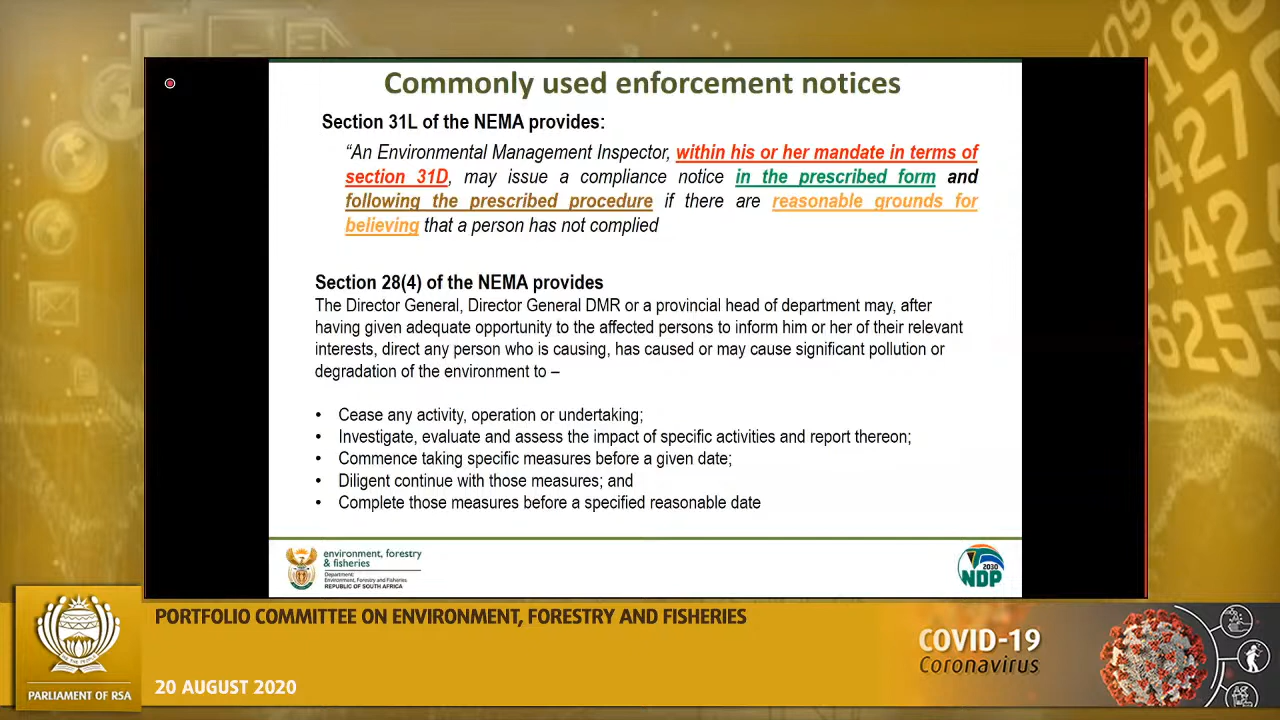 Commonly used enforcement notices
Section 31L of the NEMA provides:
“An Environmental Management Inspector, within his or her mandate in terms of
section 31D, may issue a compliance notice in the prescribed form and
following the prescribed procedure if there are reasonable grounds for
believing that a person has not complied
Section 28(4) of the NEMA provides
The Director General, Director General DMR or a provincial head of department may, after
having given adequate opportunity to the affected persons to inform him or her of their relevant
interests, direct any person who is causing, has caused or may cause significant pollution or
degradation of the environment to –
• Cease any activity, operation or undertaking;
• Investigate, evaluate and assess the impact of specific activities and report thereon;
• Commence taking specific measures before a given date;
• Diligent continue with those measures; and
• Complete those measures before a specified reasonable date
environment, forestry
& fisheries
Department:
Environment, Forestry and Fisheries
REPUBLIC OF SOUTH AFRICA
2030
NDP
PORTFOLIO COMMITTEE ON ENVIRONMENT, FORESTRY AND FISHERIES
20 AUGUST 2020
PARLIAMENT OF RSA
COVID-19
Coronavirus